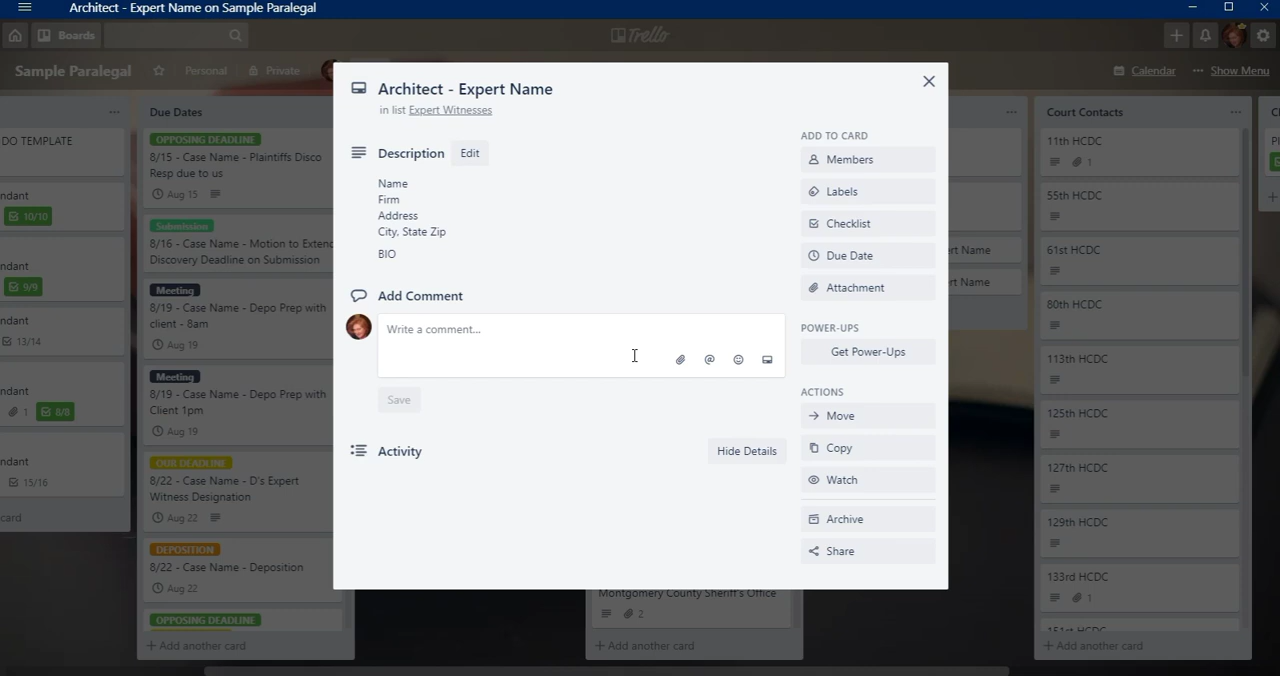 Architect - Expert Name on Sample Paralegal
Boards
Trello
Sample Paralegal
Personal
Private
Calendar
Show Menu
DO TEMPLATE
ndant
10/10
ndant
9/9
ndant
13/14
ndant
1
8/8
ndant
15/16
card
Due Dates
OPPOSING DEADLINE
8/15 - Case Name - Plaintiffs Disco
Resp due to us
Aug 15
Submission
8/16 - Case Name - Motion to Extend
Discovery Deadline on Submission
Meeting
8/19 - Case Name - Depo Prep with
client - 8am
Aug 19
Meeting
8/19 - Case Name - Depo Prep with
Client 1pm
Aug 19
OUR DEADLINE
8/22 - Case Name - D's Expert
Witness Designation
Aug 22
DEPOSITION
8/22 - Case Name - Deposition
Aug 22
OPPOSING DEADLINE
+ Add another card
Architect - Expert Name
in list Expert Witnesses
Description
Edit
Name
Firm
Address
City, State Zip
BIO
Add Comment
Write a comment...
Save
Activity
Hide Details
ADD TO CARD
Members
Labels
Checklist
Due Date
Attachment
POWER-UPS
Get Power-Ups
ACTIONS
Move
Copy
Watch
Archive
Share
Montgomery County Sheriff's Office
2
+ Add another card
ert Name
rt Name
Court Contacts
11th HCDC
1
55th HCDC
61st HCDC
80th HCDC
113th HCDC
125th HCDC
127th HCDC
129th HCDC
133rd HCDC
1
151st HCDC
+ Add another card